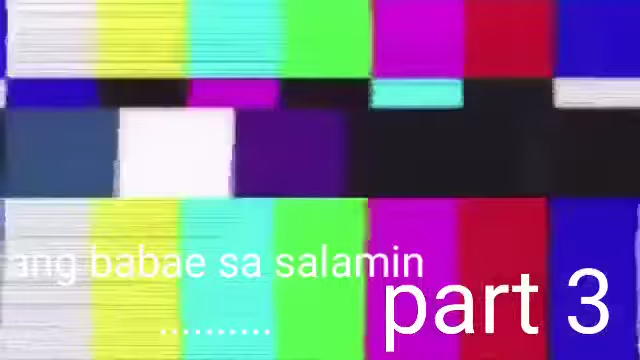 ang babae sa salamin
part 3
..........